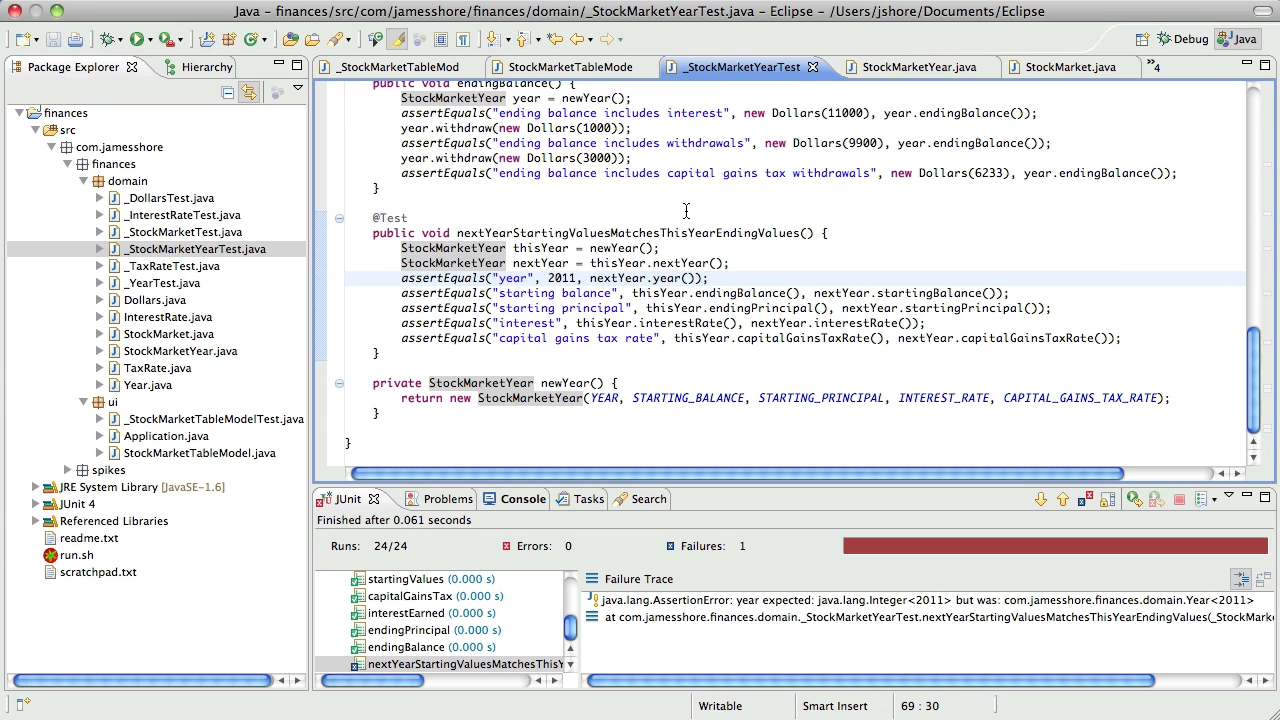 Java – finances/src/com/jamesshore/finances/domain/_StockMarketYearTest.java – Eclipse – /Users/jshore/Documents/Eclipse
Debug Java
Package Explorer Hierarchy
_StockMarketTableMod StockMarketTableMode _StockMarketYearTest StockMarketYear.java StockMarket.java »4
finances
src
com.jamesshore
finances
domain
_DollarsTest.java
_InterestRateTest.java
_StockMarketTest.java
_StockMarketYearTest.java
_TaxRateTest.java
_YearTest.java
Dollars.java
InterestRate.java
StockMarket.java
StockMarketYear.java
TaxRate.java
Year.java
ui
_StockMarketTableModelTest.java
Application.java
StockMarketTableModel.java
spikes
JRE System Library [JavaSE-1.6]
JUnit 4
Referenced Libraries
readme.txt
run.sh
scratchpad.txt
public void endingBalance() {
StockMarketYear year = newYear();
assertEquals("ending balance includes interest", new Dollars(11000), year.endingBalance());
year.withdraw(new Dollars(1000));
assertEquals("ending balance includes withdrawals", new Dollars(9900), year.endingBalance());
year.withdraw(new Dollars(3000));
assertEquals("ending balance includes capital gains tax withdrawals", new Dollars(6233), year.endingBalance());
}
@Test
public void nextYearStartingValuesMatchesThisYearEndingValues() {
StockMarketYear thisYear = newYear();
StockMarketYear nextYear = thisYear.nextYear();
assertEquals("year", 2011, nextYear.year());
assertEquals("starting balance", thisYear.endingBalance(), nextYear.startingBalance());
assertEquals("starting principal", thisYear.endingPrincipal(), nextYear.startingPrincipal());
assertEquals("interest", thisYear.interestRate(), nextYear.interestRate());
assertEquals("capital gains tax rate", thisYear.capitalGainsTaxRate(), nextYear.capitalGainsTaxRate());
}
private StockMarketYear newYear() {
return new StockMarketYear(YEAR, STARTING_BALANCE, STARTING_PRINCIPAL, INTEREST_RATE, CAPITAL_GAINS_TAX_RATE);
}
}
JUnit Problems Console Tasks Search
Finished after 0.061 seconds
Runs: 24/24 Errors: 0 Failures: 1
startingValues (0.000 s)
capitalGainsTax (0.000 s)
interestEarned (0.000 s)
endingPrincipal (0.000 s)
endingBalance (0.000 s)
nextYearStartingValuesMatchesThisY
Failure Trace
java.lang.AssertionError: year expected: java.lang.Integer<2011> but was: com.jamesshore.finances.domain.Year<2011>
at com.jamesshore.finances.domain._StockMarketYearTest.nextYearStartingValuesMatchesThisYearEndingValues(_StockMarke
Writable Smart Insert 69 : 30